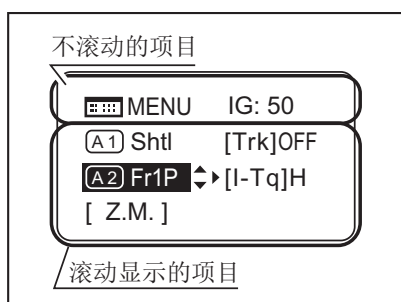 不滚动的项目
MENU IG: 50
A1 Shtl [Trk]OFF
A2 Fr1P [I-Tq]H
[ Z.M. ]
滚动显示的项目